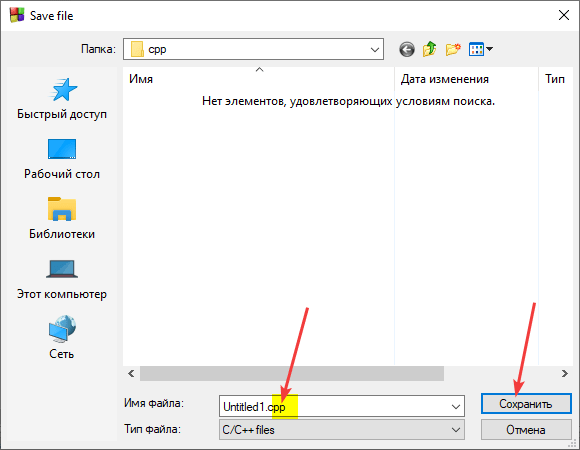 Save file
Папка: cpp
Имя Дата изменения Тип
Нет элементов, удовлетворяющих условиям поиска.
Быстрый доступ
Рабочий стол
Библиотеки
Этот компьютер
Сеть
Имя файла: Untitled1.cpp Сохранить
Тип файла: C/C++ files Отмена